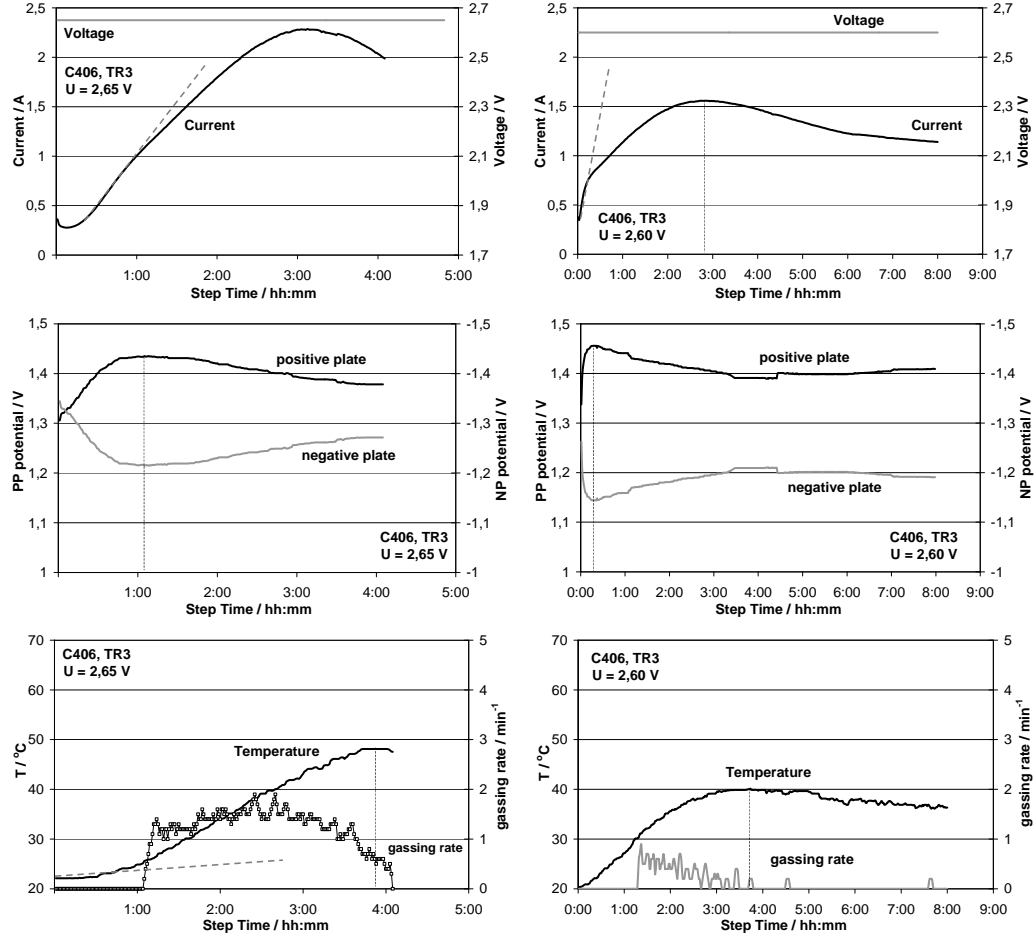 2,5
2
1,5
1
0,5
0
Current / A
2,7
2,5
2,3
2,1
1,9
1,7
Voltage / V
Voltage
C406, TR3
U = 2,65 V
Current
1:00 2:00 3:00 4:00 5:00
Step Time / hh:mm
2,5
2
1,5
1
0,5
0
Current / A
2,7
2,5
2,3
2,1
1,9
1,7
Voltage / V
Voltage
Current
C406, TR3
U = 2,60 V
0:00 1:00 2:00 3:00 4:00 5:00 6:00 7:00 8:00 9:00
Step Time / hh:mm
1,5
1,4
1,3
1,2
1,1
1
PP potential / V
-1,5
-1,4
-1,3
-1,2
-1,1
-1
NP potential / V
positive plate
negative plate
C406, TR3
U = 2,65 V
1:00 2:00 3:00 4:00 5:00
Step Time / hh:mm
1,5
1,4
1,3
1,2
1,1
1
PP potential / V
-1,5
-1,4
-1,3
-1,2
-1,1
-1
NP potential / V
positive plate
negative plate
C406, TR3
U = 2,60 V
0:00 1:00 2:00 3:00 4:00 5:00 6:00 7:00 8:00 9:00
Step Time / hh:mm
70
60
50
40
30
20
T / °C
5
4
3
2
1
0
gassing rate / min⁻¹
C406, TR3
U = 2,65 V
Temperature
gassing rate
1:00 2:00 3:00 4:00 5:00
Step Time / hh:mm
70
60
50
40
30
20
T / °C
5
4
3
2
1
0
gassing rate / min⁻¹
C406, TR3
U = 2,60 V
Temperature
gassing rate
0:00 1:00 2:00 3:00 4:00 5:00 6:00 7:00 8:00 9:00
Step Time / hh:mm